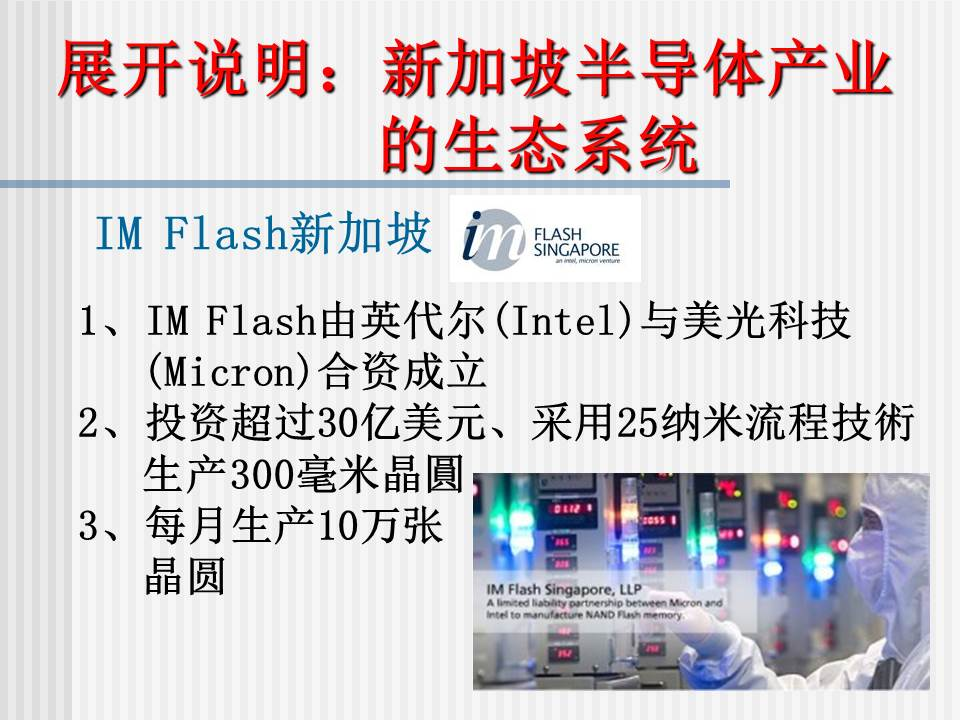 展开说明：新加坡半导体产业
的生态系统
IM Flash新加坡
im FLASH
SINGAPORE
an intel, micron venture
1、IM Flash由英代尔(Intel)与美光科技
(Micron)合资成立
2、投资超过30亿美元、采用25纳米流程技術
生产300毫米晶圓
3、每月生产10万张
晶圆
IM Flash Singapore, LLP
A limited liability partnership between Micron and
Intel to manufacture NAND Flash memory.